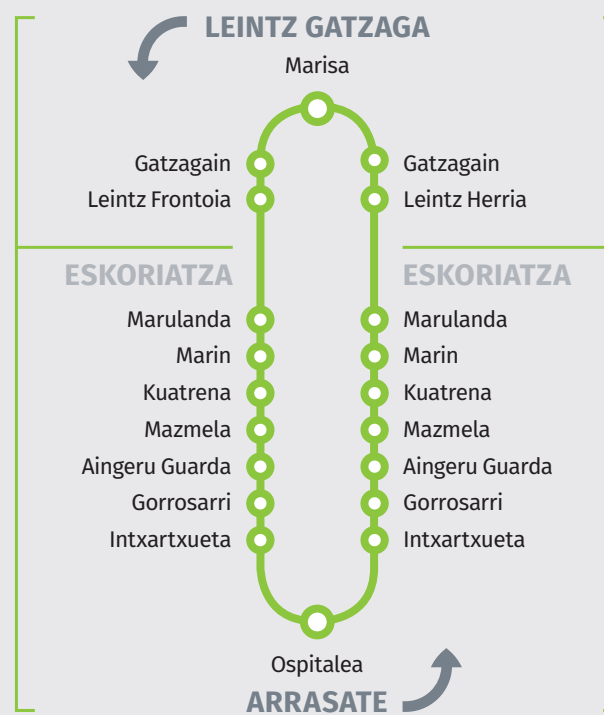 LEINTZ GATZAGA
Marisa
Gatzagain
Leintz Frontoia
Gatzagain
Leintz Herria
ESKORIATZA
Marulanda
Marin
Kuatrena
Mazmela
Aingeru Guarda
Gorrosarri
Intxartxueta
ESKORIATZA
Marulanda
Marin
Kuatrena
Mazmela
Aingeru Guarda
Gorrosarri
Intxartxueta
Ospitalea
ARRASATE